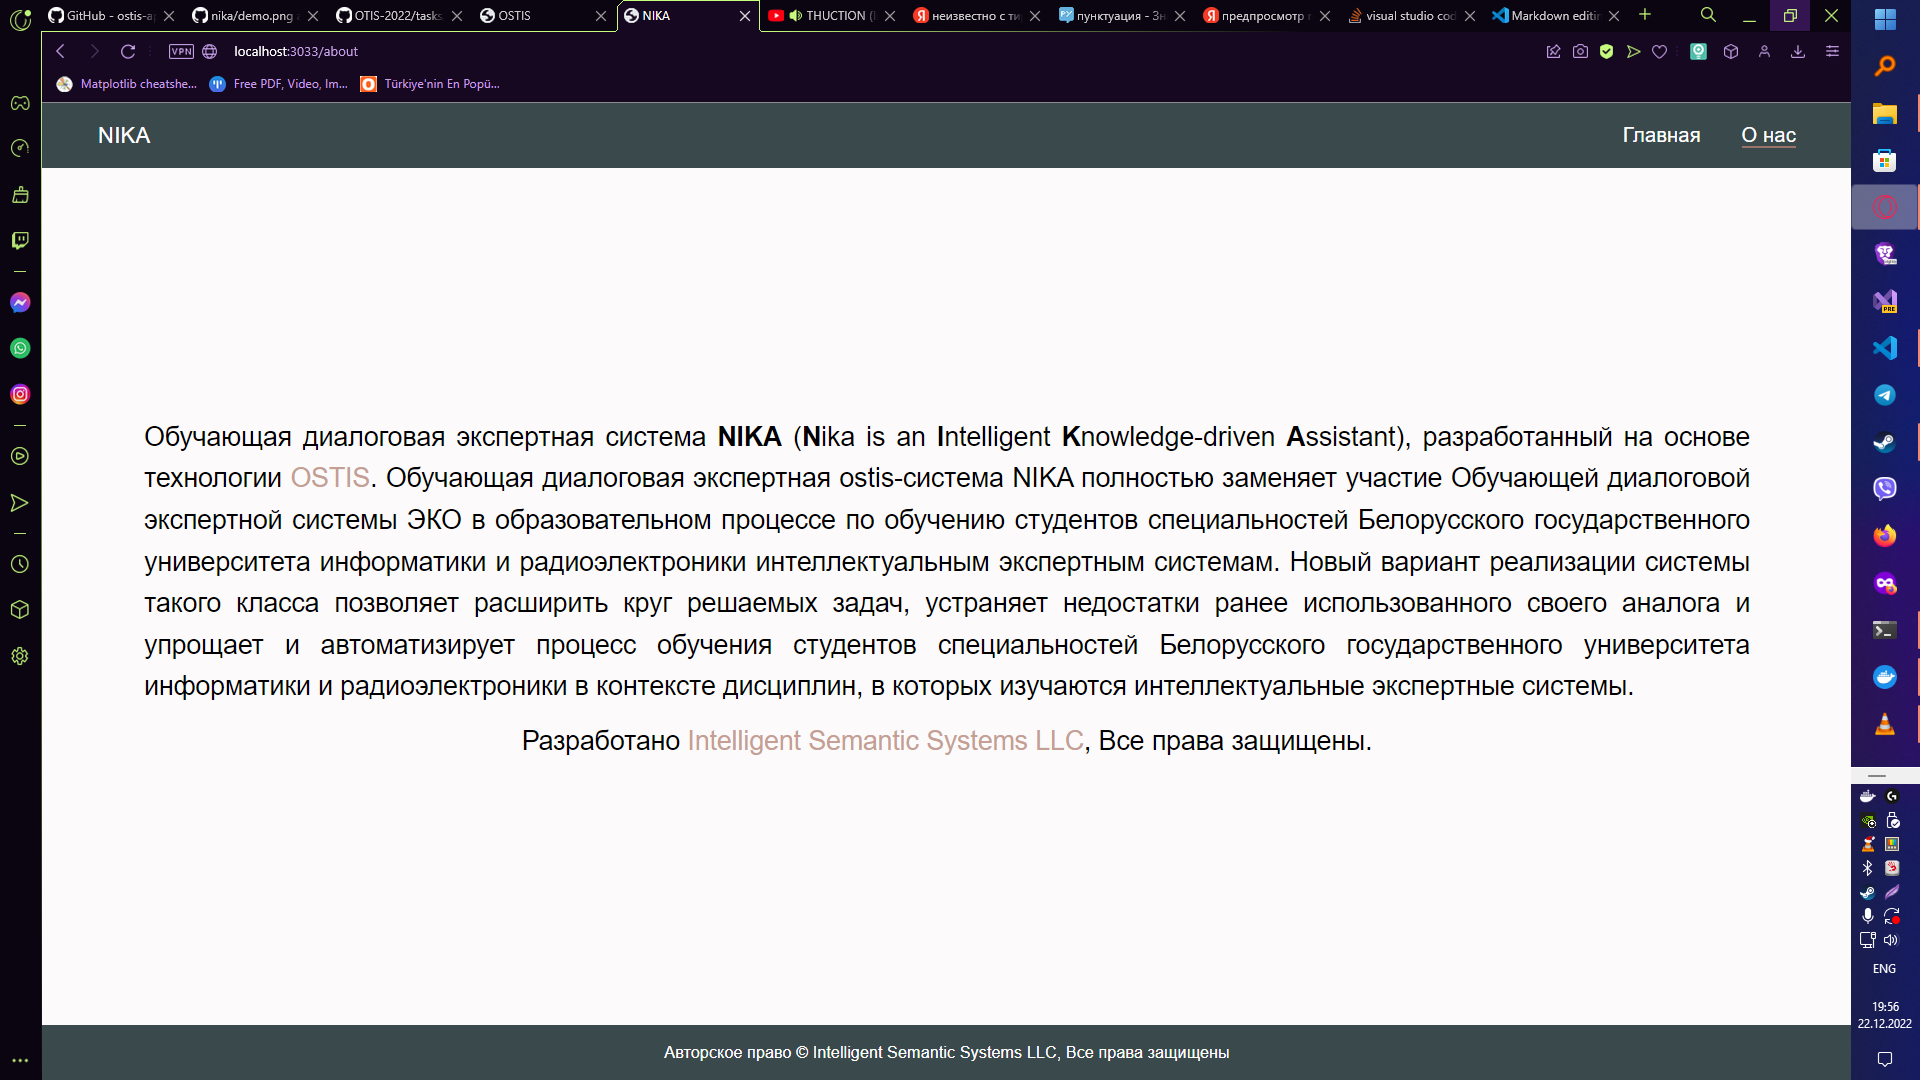 GitHub - ostis-a
nika/demo.png
OTIS-2022/tasks
OSTIS
NIKA
THUCTION (
неизвестно с ти
пунктуация - Зн
предпросмотр
visual studio cod
Markdown editi
VPN
localhost:3033/about
Matplotlib cheatshe...
Free PDF, Video, Im...
Türkiye'nin En Popü...
NIKA
Главная
О нас
Обучающая диалоговая экспертная система NIKA (Nika is an Intelligent Knowledge-driven Assistant), разработанный на основе
технологии OSTIS. Обучающая диалоговая экспертная ostis-система NIKA полностью заменяет участие Обучающей диалоговой
экспертной системы ЭКО в образовательном процессе по обучению студентов специальностей Белорусского государственного
университета информатики и радиоэлектроники интеллектуальным экспертным системам. Новый вариант реализации системы
такого класса позволяет расширить круг решаемых задач, устраняет недостатки ранее использованного своего аналога и
упрощает и автоматизирует процесс обучения студентов специальностей Белорусского государственного университета
информатики и радиоэлектроники в контексте дисциплин, в которых изучаются интеллектуальные экспертные системы.
Разработано Intelligent Semantic Systems LLC, Все права защищены.
Авторское право © Intelligent Semantic Systems LLC, Все права защищены
ENG
19:56
22.12.2022